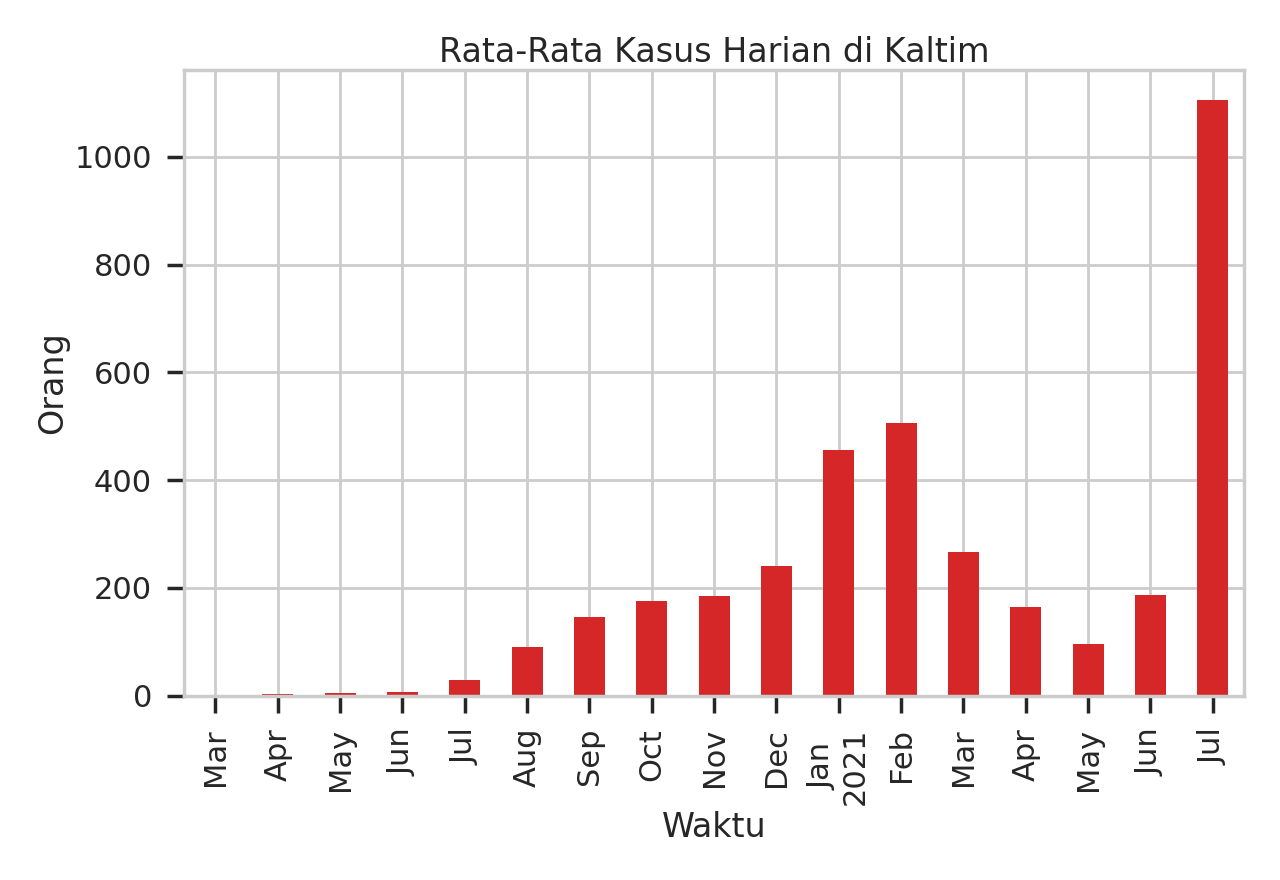 Rata-Rata Kasus Harian di Kaltim
Orang
1000
800
600
400
200
0
Mar
Apr
May
Jun
Jul
Aug
Sep
Oct
Nov
Dec
Jan
2021
Feb
Mar
Apr
May
Jun
Jul
Waktu